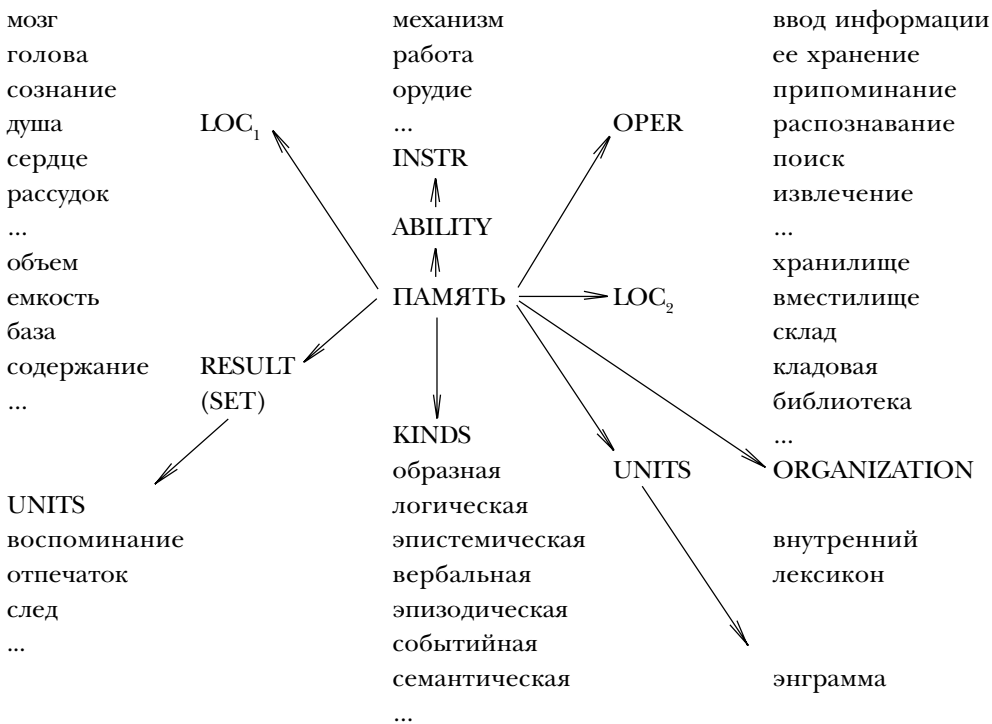 мозг механизм ввод информации
голова работа ее хранение
сознание орудие припоминание
душа LOC₁ ... OPER распознавание
сердце INSTR поиск
рассудок извлечение
... ABILITY ...
объем хранилище
емкость ПАМЯТЬ LOC₂ вместилище
база склад
содержание RESULT кладовая
... (SET) библиотека
KINDS ...
образная UNITS ORGANIZATION
UNITS логическая
воспоминание эпистемическая внутренний
отпечаток вербальная лексикон
след эпизодическая
... событийная
семантическая энграмма
...